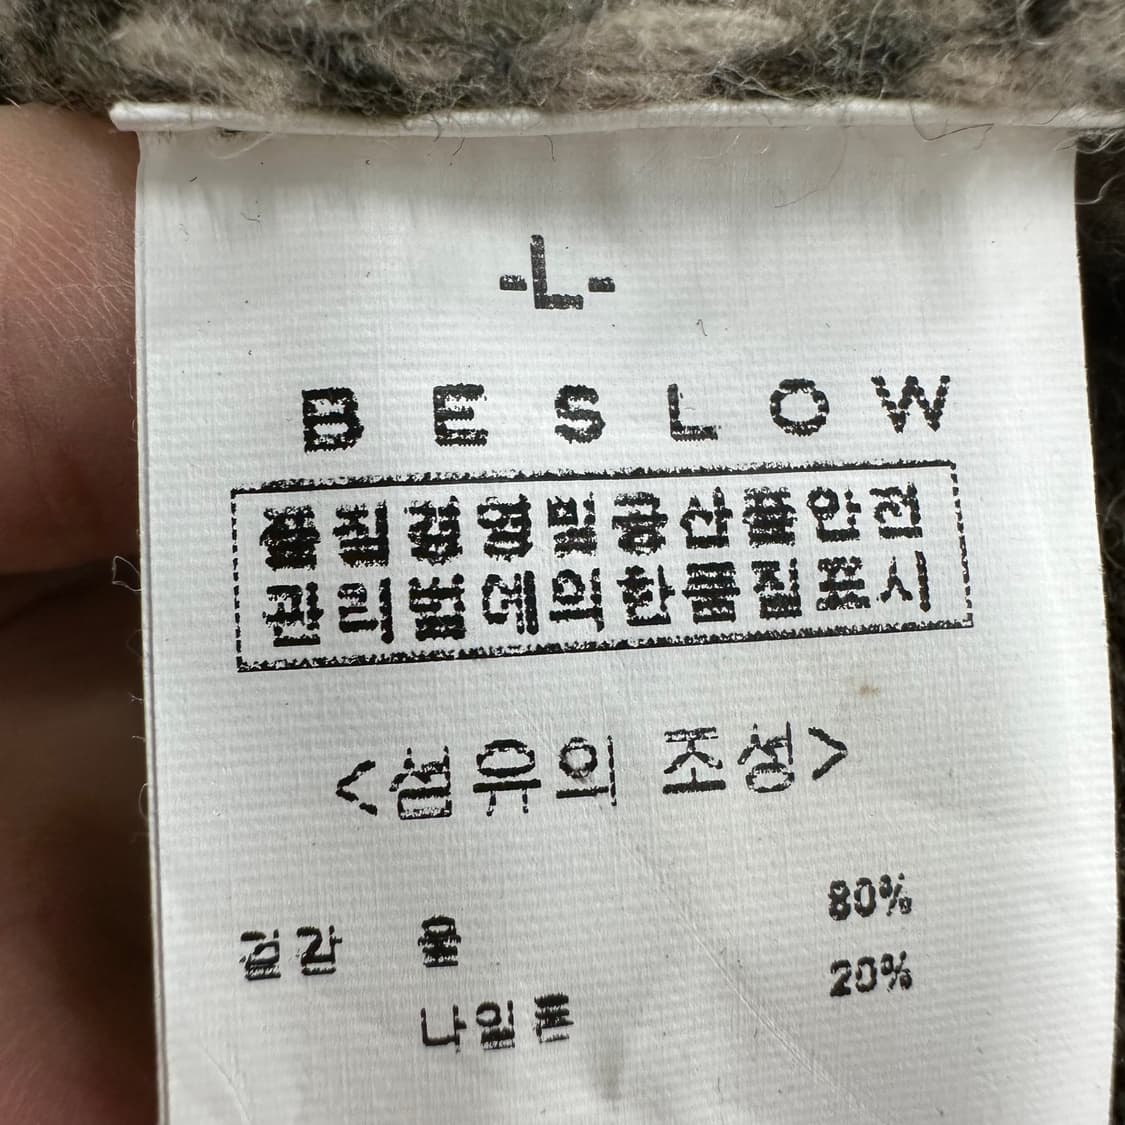 -L-
BESLOW
품질경영및공산품안전
관리법에의한품질표시
<섬유의 조성>
겉감 울 80%
나일론 20%